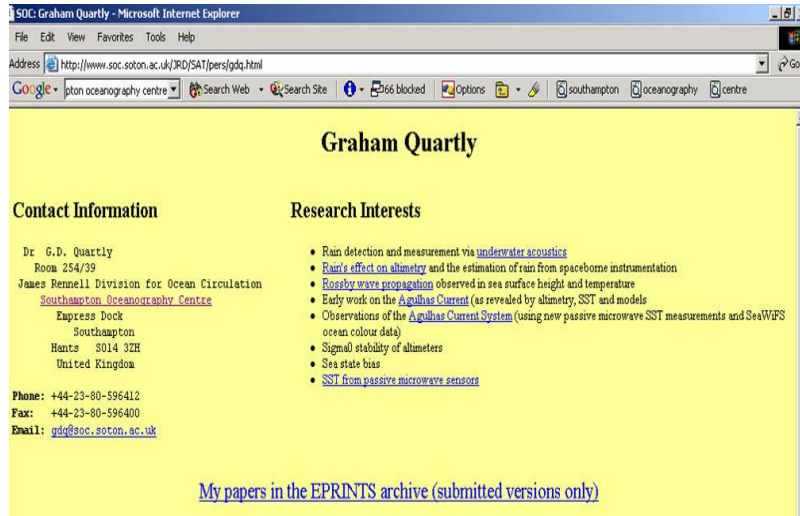 SOC: Graham Quartly - Microsoft Internet Explorer
File Edit View Favorites Tools Help
Address http://www.soc.soton.ac.uk/JRD/SAT/pers/gdq.html Go
Google pton oceanography centre Search Web Search Site 366 blocked Options southampton oceanography centre
Graham Quartly
Contact Information
Dr G.D. Quartly
Room 254/39
James Rennell Division for Ocean Circulation
Southampton Oceanography Centre
Empress Dock
Southampton
Hants SO14 3ZH
United Kingdom
Phone: +44-23-80-596412
Fax: +44-23-80-596400
Email: gdq@soc.soton.ac.uk
Research Interests
• Rain detection and measurement via underwater acoustics
• Rain's effect on altimetry and the estimation of rain from spaceborne instrumentation
• Rossby wave propagation observed in sea surface height and temperature
• Early work on the Agulhas Current (as revealed by altimetry, SST and models
• Observations of the Agulhas Current System (using new passive microwave SST measurements and SeaWiFS
ocean colour data)
• Sigma0 stability of altimeters
• Sea state bias
• SST from passive microwave sensors
My papers in the EPRINTS archive (submitted versions only)